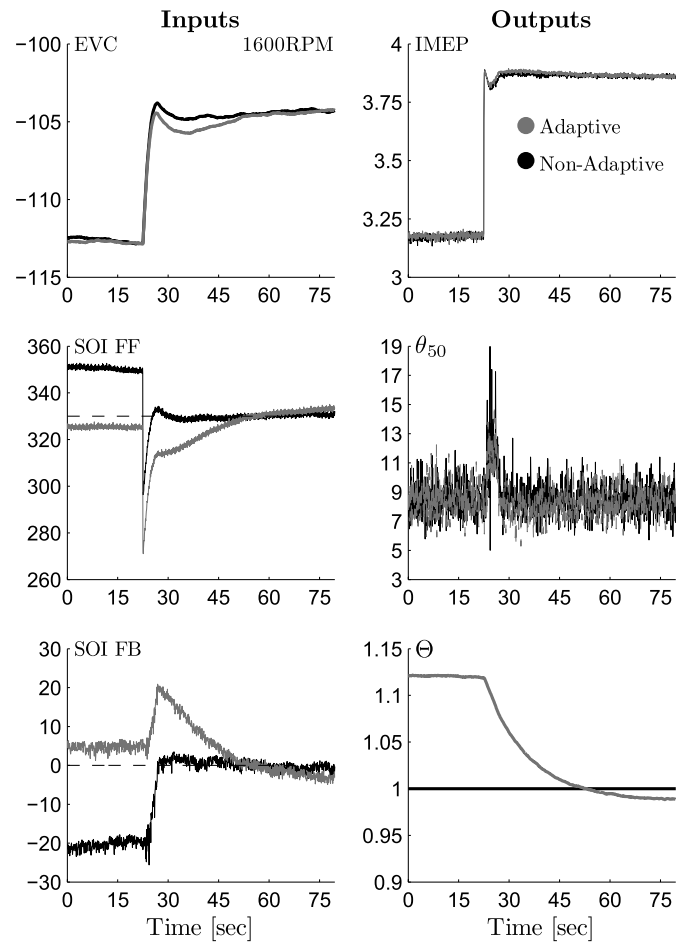 Inputs
Outputs
EVC
1600RPM
−100
−105
−110
−115
0 15 30 45 60 75
IMEP
4
3.75
3.5
3.25
3
Adaptive
Non-Adaptive
0 15 30 45 60 75
SOI FF
360
340
320
300
280
260
0 15 30 45 60 75
θ50
19
17
15
13
11
9
7
5
3
0 15 30 45 60 75
SOI FB
30
20
10
0
−10
−20
−30
0 15 30 45 60 75
Time [sec]
Θ
1.15
1.1
1.05
1
0.95
0.9
0 15 30 45 60 75
Time [sec]